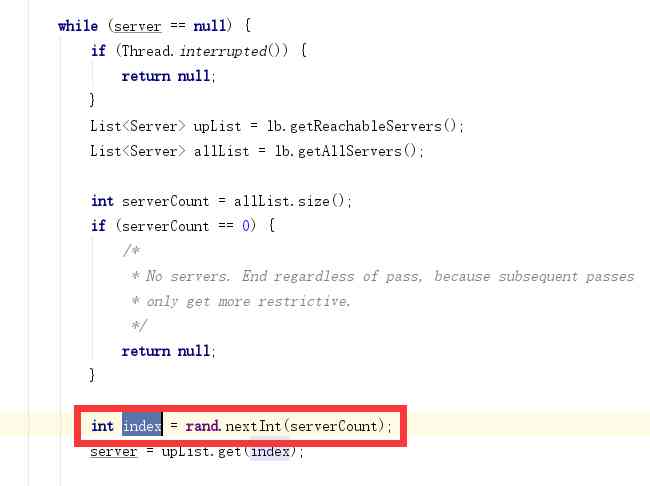 while (server == null) {
if (Thread.interrupted()) {
return null;
}
List<Server> upList = lb.getReachableServers();
List<Server> allList = lb.getAllServers();
int serverCount = allList.size();
if (serverCount == 0) {
/*
* No servers. End regardless of pass, because subsequent passes
* only get more restrictive.
*/
return null;
}
int index = rand.nextInt(serverCount);
server = upList.get(index);